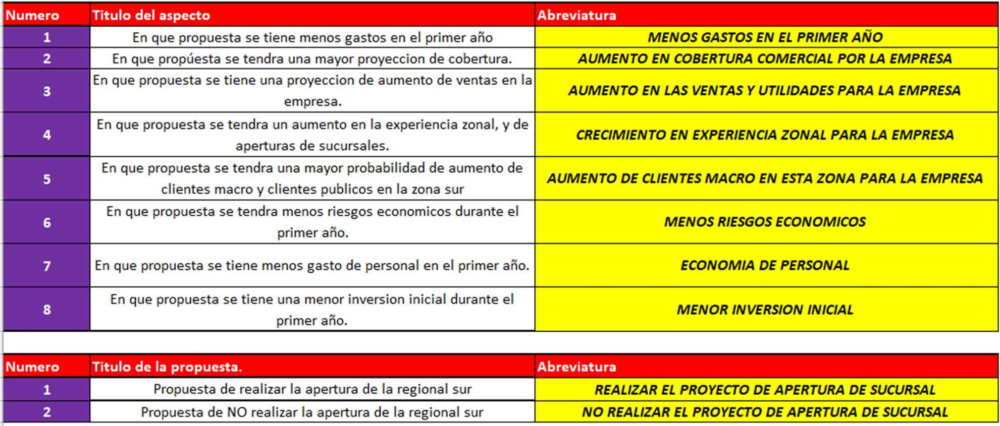 Numero Titulo del aspecto Abreviatura
1 En que propuesta se tiene menos gastos en el primer año MENOS GASTOS EN EL PRIMER AÑO
2 En que propúesta se tendra una mayor proyeccion de cobertura. AUMENTO EN COBERTURA COMERCIAL POR LA EMPRESA
3 En que propuesta se tiene una proyeccion de aumento de ventas en la
empresa. AUMENTO EN LAS VENTAS Y UTILIDADES PARA LA EMPRESA
4 En que propuesta se tendra un aumento en la experiencia zonal, y de
aperturas de sucursales. CRECIMIENTO EN EXPERIENCIA ZONAL PARA LA EMPRESA
5 En que propuesta se tendra una mayor probabilidad de aumento de
clientes macro y clientes publicos en la zona sur AUMENTO DE CLIENTES MACRO EN ESTA ZONA PARA LA EMPRESA
6 En que propuesta se tendra menos riesgos economicos durante el
primer año. MENOS RIESGOS ECONOMICOS
7 En que propuesta se tiene menos gasto de personal en el primer año. ECONOMIA DE PERSONAL
8 En que propuesta se tiene una menor inversion inicial durante el
primer año. MENOR INVERSION INICIAL
Numero Titulo de la propuesta. Abreviatura
1 Propuesta de realizar la apertura de la regional sur REALIZAR EL PROYECTO DE APERTURA DE SUCURSAL
2 Propuesta de NO realizar la apertura de la regional sur NO REALIZAR EL PROYECTO DE APERTURA DE SUCURSAL